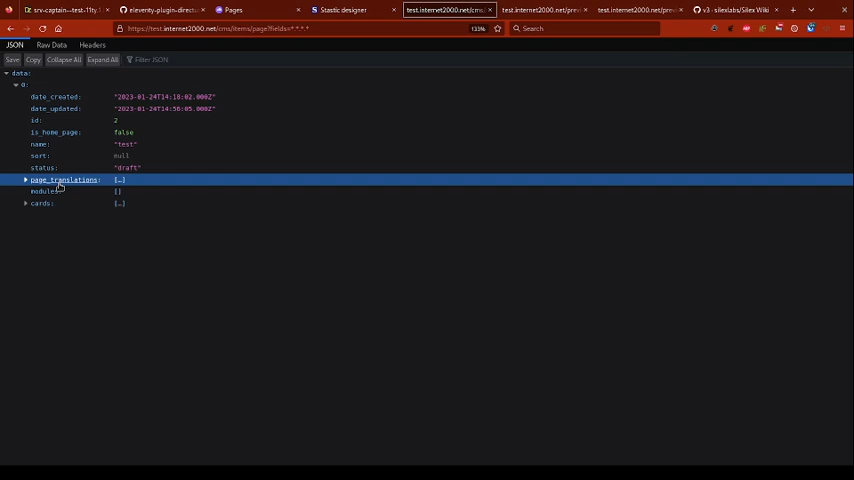 srv-captain--test-11ty.
eleventy-plugin-direct
Pages
Stastic designer
test.internet2000.net/cms/
test.internet2000.net/prev
test.internet2000.net/prev
v3 · silexlabs/Silex Wiki
https://test.internet2000.net/cms/items/page?fields=*.*.*.*
133%
Search
JSON Raw Data Headers
Save Copy Collapse All Expand All Filter JSON
data:
0:
date_created: "2023-01-24T14:18:02.000Z"
date_updated: "2023-01-24T14:56:05.000Z"
id: 2
is_home_page: false
name: "test"
sort: null
status: "draft"
page_translations: […]
modules: []
cards: […]